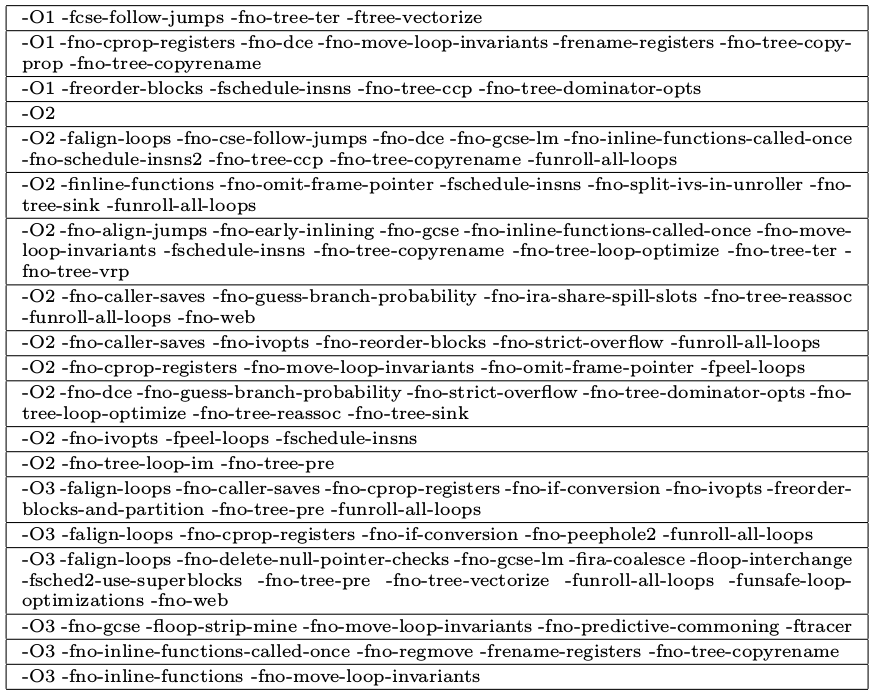 -O1 -fcse-follow-jumps -fno-tree-ter -ftree-vectorize
-O1 -fno-cprop-registers -fno-dce -fno-move-loop-invariants -frename-registers -fno-tree-copy-
prop -fno-tree-copyrename
-O1 -freorder-blocks -fschedule-insns -fno-tree-ccp -fno-tree-dominator-opts
-O2
-O2 -falign-loops -fno-cse-follow-jumps -fno-dce -fno-gcse-lm -fno-inline-functions-called-once
-fno-schedule-insns2 -fno-tree-ccp -fno-tree-copyrename -funroll-all-loops
-O2 -finline-functions -fno-omit-frame-pointer -fschedule-insns -fno-split-ivs-in-unroller -fno-
tree-sink -funroll-all-loops
-O2 -fno-align-jumps -fno-early-inlining -fno-gcse -fno-inline-functions-called-once -fno-move-
loop-invariants -fschedule-insns -fno-tree-copyrename -fno-tree-loop-optimize -fno-tree-ter -
fno-tree-vrp
-O2 -fno-caller-saves -fno-guess-branch-probability -fno-ira-share-spill-slots -fno-tree-reassoc
-funroll-all-loops -fno-web
-O2 -fno-caller-saves -fno-ivopts -fno-reorder-blocks -fno-strict-overflow -funroll-all-loops
-O2 -fno-cprop-registers -fno-move-loop-invariants -fno-omit-frame-pointer -fpeel-loops
-O2 -fno-dce -fno-guess-branch-probability -fno-strict-overflow -fno-tree-dominator-opts -fno-
tree-loop-optimize -fno-tree-reassoc -fno-tree-sink
-O2 -fno-ivopts -fpeel-loops -fschedule-insns
-O2 -fno-tree-loop-im -fno-tree-pre
-O3 -falign-loops -fno-caller-saves -fno-cprop-registers -fno-if-conversion -fno-ivopts -freorder-
blocks-and-partition -fno-tree-pre -funroll-all-loops
-O3 -falign-loops -fno-cprop-registers -fno-if-conversion -fno-peephole2 -funroll-all-loops
-O3 -falign-loops -fno-delete-null-pointer-checks -fno-gcse-lm -fira-coalesce -floop-interchange
-fsched2-use-superblocks -fno-tree-pre -fno-tree-vectorize -funroll-all-loops -funsafe-loop-
optimizations -fno-web
-O3 -fno-gcse -floop-strip-mine -fno-move-loop-invariants -fno-predictive-commoning -ftracer
-O3 -fno-inline-functions-called-once -fno-regmove -frename-registers -fno-tree-copyrename
-O3 -fno-inline-functions -fno-move-loop-invariants